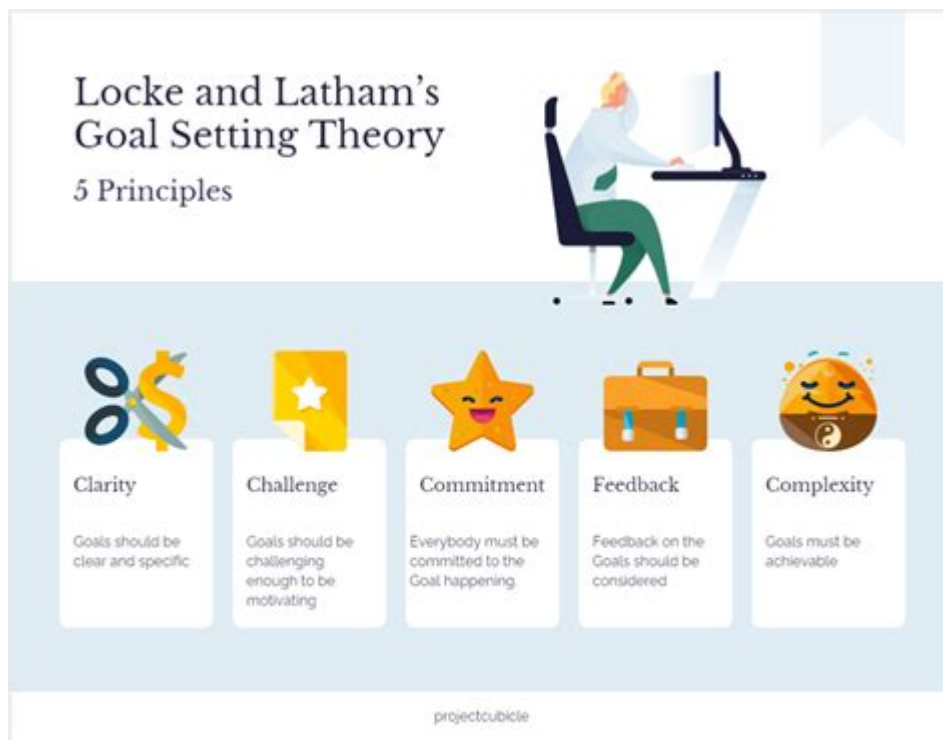 Locke and Latham's
Goal Setting Theory
5 Principles
Clarity
Goals should be
clear and specific
Challenge
Goals should be
challenging
enough to be
motivating
Commitment
Everybody must be
committed to the
Goal happening
Feedback
Feedback on the
Goals should be
considered
Complexity
Goals must be
achievable
projectcubicle